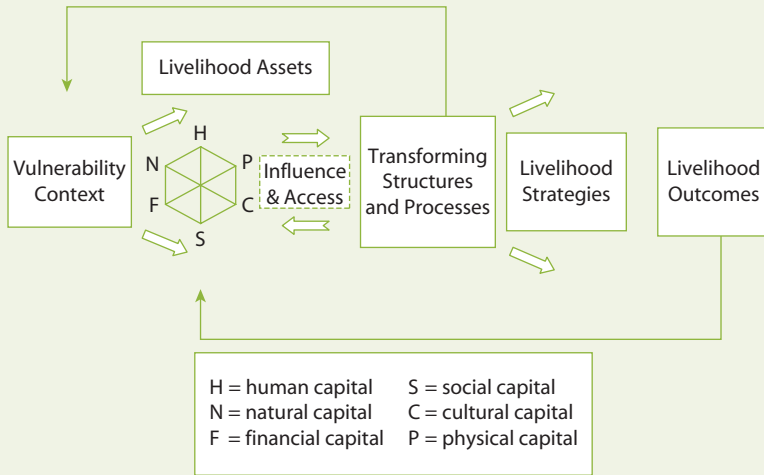 Livelihood Assets
Vulnerability
Context
H
N
P
F
C
S
Influence
& Access
Transforming
Structures
and Processes
Livelihood
Strategies
Livelihood
Outcomes
H = human capital
N = natural capital
F = financial capital
S = social capital
C = cultural capital
P = physical capital